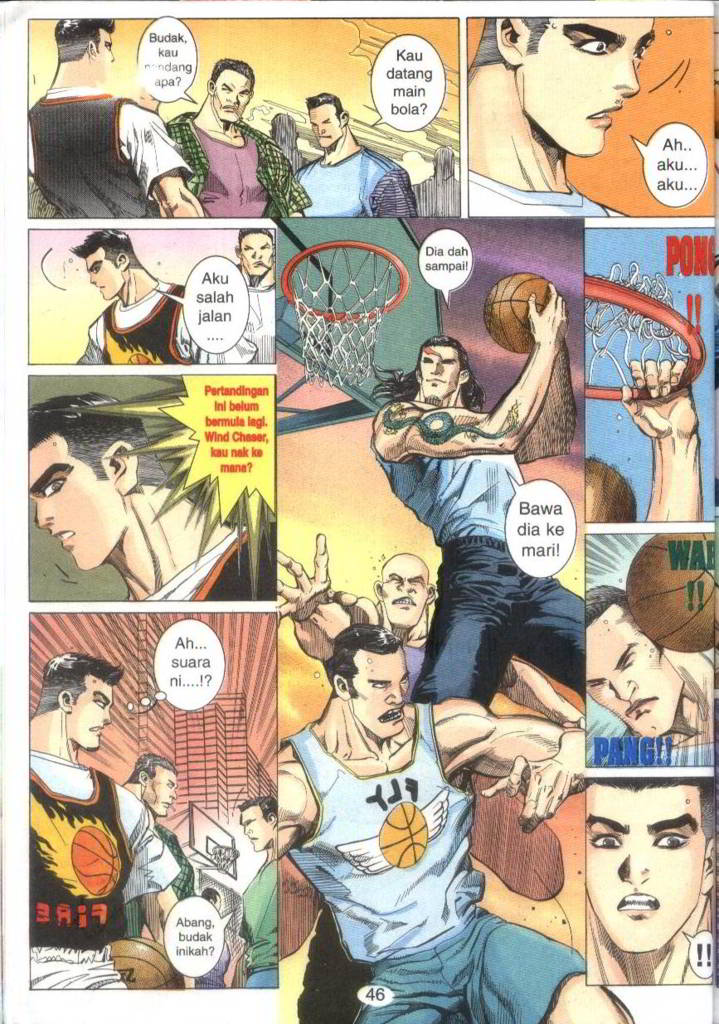 Budak,
kau
apa?
Kau
datang
main
bola?
Ah..
aku...
aku...
Aku
salah
jalan
....
Pertandingan
ini belum
bermula lagi.
Wind Chaser,
kau nak ke
mana?
Ah...
suara
ni....!?
FIRE
Abang,
budak
inikah?
Dia dah
sampai!
Bawa
dia ke
mari!
FLY
PONG
!!
!!
PANG!!
!!
46